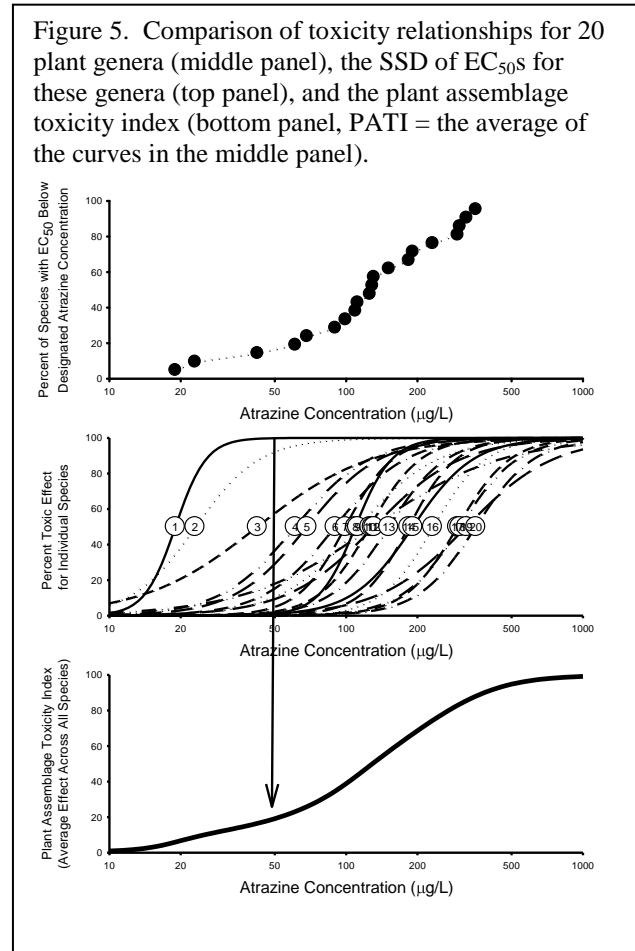 Figure 5. Comparison of toxicity relationships for 20
plant genera (middle panel), the SSD of EC50s for
these genera (top panel), and the plant assemblage
toxicity index (bottom panel, PATI = the average of
the curves in the middle panel).
Percent of Species with EC50 Below
Designated Atrazine Concentration
100
80
60
40
20
0
10 20 50 100 200 500 1000
Atrazine Concentration (µg/L)
Percent Toxic Effect
for Individual Species
100
80
60
40
20
0
1 2 3 4 5 6 7 8 9 13 15 16 20
10 20 50 100 200 500 1000
Atrazine Concentration (µg/L)
Plant Assemblage Toxicity Index
(Average Effect Across All Species)
100
80
60
40
20
0
10 20 50 100 200 500 1000
Atrazine Concentration (µg/L)